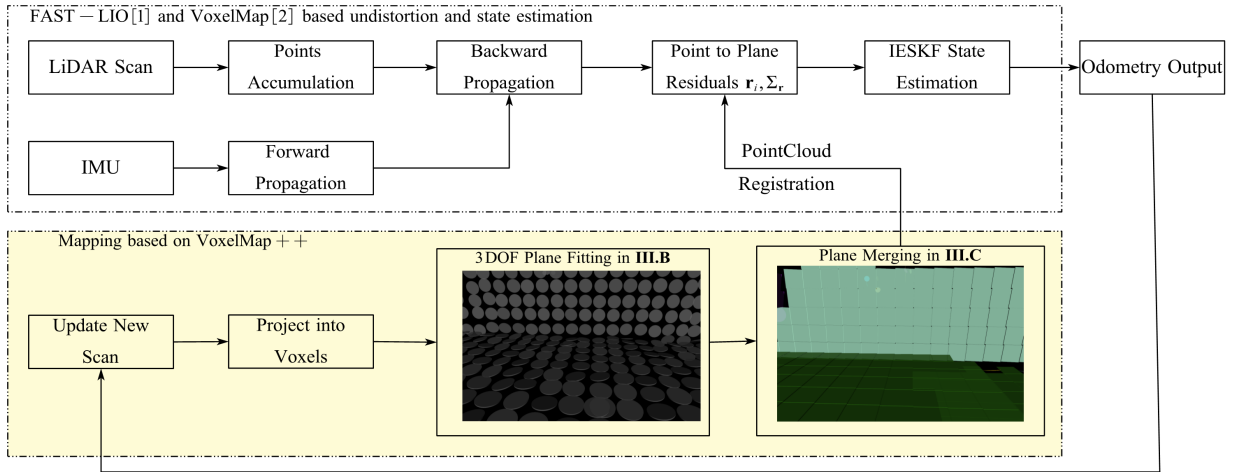 FAST − LIO[1] and VoxelMap[2] based undistortion and state estimation
LiDAR Scan
Points
Accumulation
Backward
Propagation
Point to Plane
Residuals r_i, Σ_r
IESKF State
Estimation
Odometry Output
IMU
Forward
Propagation
PointCloud
Registration
Mapping based on VoxelMap + +
Update New
Scan
Project into
Voxels
3DOF Plane Fitting in III.B
Plane Merging in III.C